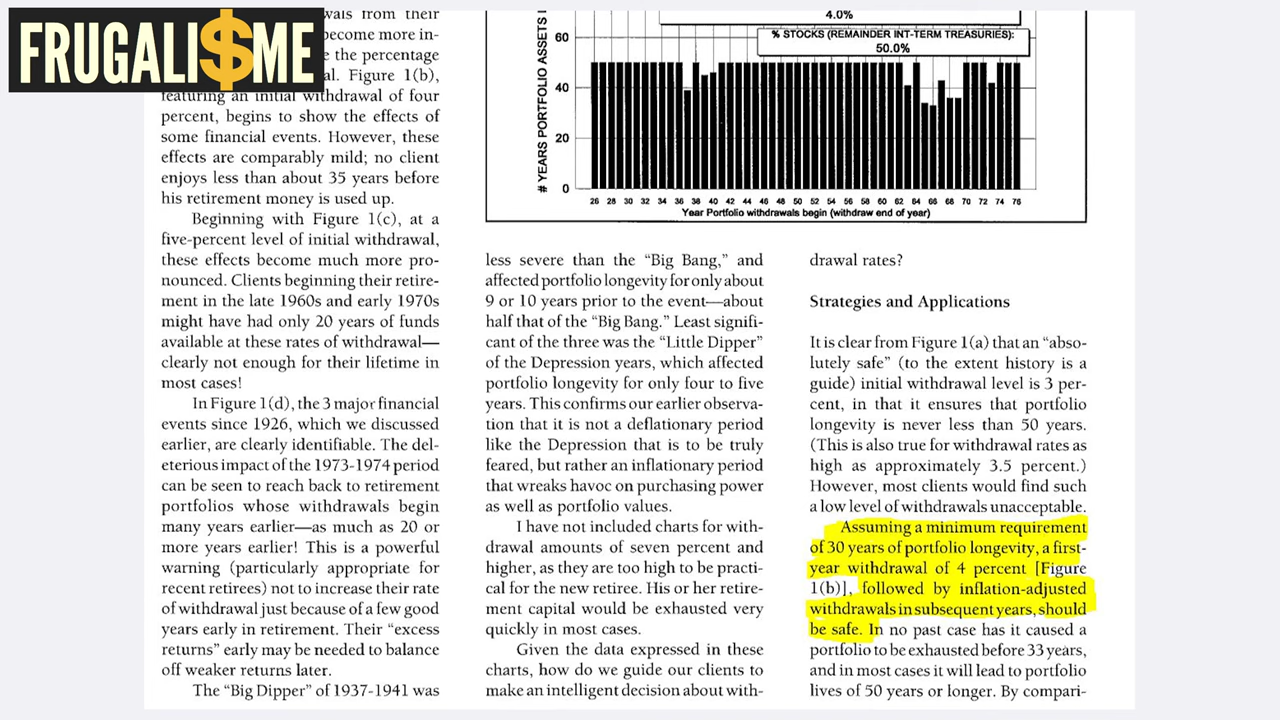 FRUGALI$ME
wals from their
become more in-
e the percentage
al. Figure 1(b),
featuring an initial withdrawal of four
percent, begins to show the effects of
some financial events. However, these
effects are comparably mild; no client
enjoys less than about 35 years before
his retirement money is used up.
Beginning with Figure 1(c), at a
five-percent level of initial withdrawal,
these effects become much more pro-
nounced. Clients beginning their retire-
ment in the late 1960s and early 1970s
might have had only 20 years of funds
available at these rates of withdrawal—
clearly not enough for their lifetime in
most cases!
In Figure 1(d), the 3 major financial
events since 1926, which we discussed
earlier, are clearly identifiable. The del-
eterious impact of the 1973-1974 period
can be seen to reach back to retirement
portfolios whose withdrawals begin
many years earlier—as much as 20 or
more years earlier! This is a powerful
warning (particularly appropriate for
recent retirees) not to increase their rate
of withdrawal just because of a few good
years early in retirement. Their “excess
returns” early may be needed to balance
off weaker returns later.
The “Big Dipper” of 1937-1941 was
4.0%
% STOCKS (REMAINDER INT-TERM TREASURIES):
50.0%
# YEARS PORTFOLIO ASSETS
60
40
20
0
26 28 30 32 34 36 38 40 42 44 46 48 50 52 54 56 58 60 62 64 66 68 70 72 74 76
Year Portfolio withdrawals begin (withdraw end of year)
less severe than the “Big Bang,” and
affected portfolio longevity for only about
9 or 10 years prior to the event—about
half that of the “Big Bang.” Least signifi-
cant of the three was the “Little Dipper”
of the Depression years, which affected
portfolio longevity for only four to five
years. This confirms our earlier observa-
tion that it is not a deflationary period
like the Depression that is to be truly
feared, but rather an inflationary period
that wreaks havoc on purchasing power
as well as portfolio values.
I have not included charts for with-
drawal amounts of seven percent and
higher, as they are too high to be practi-
cal for the new retiree. His or her retire-
ment capital would be exhausted very
quickly in most cases.
Given the data expressed in these
charts, how do we guide our clients to
make an intelligent decision about with-
drawal rates?
Strategies and Applications
It is clear from Figure 1(a) that an “abso-
lutely safe” (to the extent history is a
guide) initial withdrawal level is 3 per-
cent, in that it ensures that portfolio
longevity is never less than 50 years.
(This is also true for withdrawal rates as
high as approximately 3.5 percent.)
However, most clients would find such
a low level of withdrawals unacceptable.
Assuming a minimum requirement
of 30 years of portfolio longevity, a first-
year withdrawal of 4 percent [Figure
1(b)], followed by inflation-adjusted
withdrawals in subsequent years, should
be safe. In no past case has it caused a
portfolio to be exhausted before 33 years,
and in most cases it will lead to portfolio
lives of 50 years or longer. By compari-